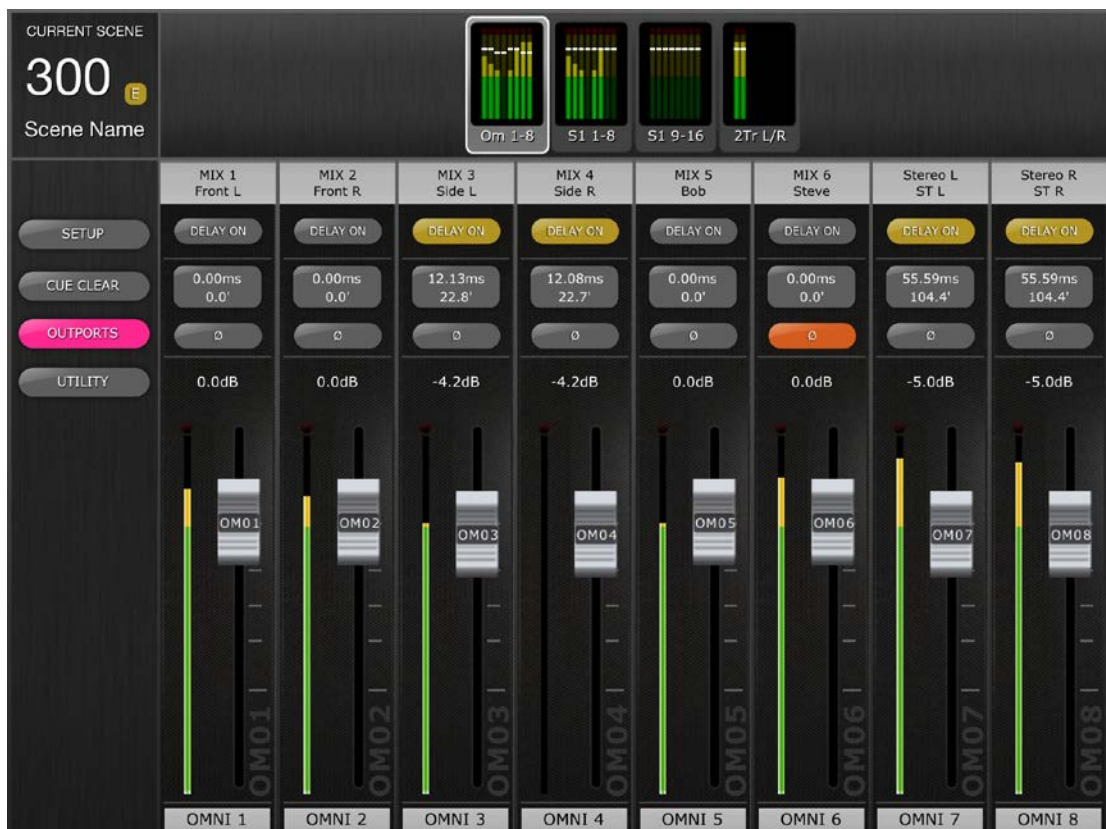 CURRENT SCENE
300 E
Scene Name
Om 1-8 S1 1-8 S1 9-16 2Tr L/R
MIX 1 MIX 2 MIX 3 MIX 4 MIX 5 MIX 6 Stereo L Stereo R
Front L Front R Side L Side R Bob Steve ST L ST R
SETUP DELAY ON DELAY ON DELAY ON DELAY ON DELAY ON DELAY ON DELAY ON DELAY ON
CUE CLEAR 0.00ms 0.00ms 12.13ms 12.08ms 0.00ms 0.00ms 55.59ms 55.59ms
0.0' 0.0' 22.8' 22.7' 0.0' 0.0' 104.4' 104.4'
OUTPORTS Ø Ø Ø Ø Ø Ø Ø Ø
UTILITY 0.0dB 0.0dB -4.2dB -4.2dB 0.0dB 0.0dB -5.0dB -5.0dB
OM01 OM02 OM03 OM04 OM05 OM06 OM07 OM08
OM01 OM02 OM03 OM04 OM05 OM06 OM07 OM08
OMNI 1 OMNI 2 OMNI 3 OMNI 4 OMNI 5 OMNI 6 OMNI 7 OMNI 8